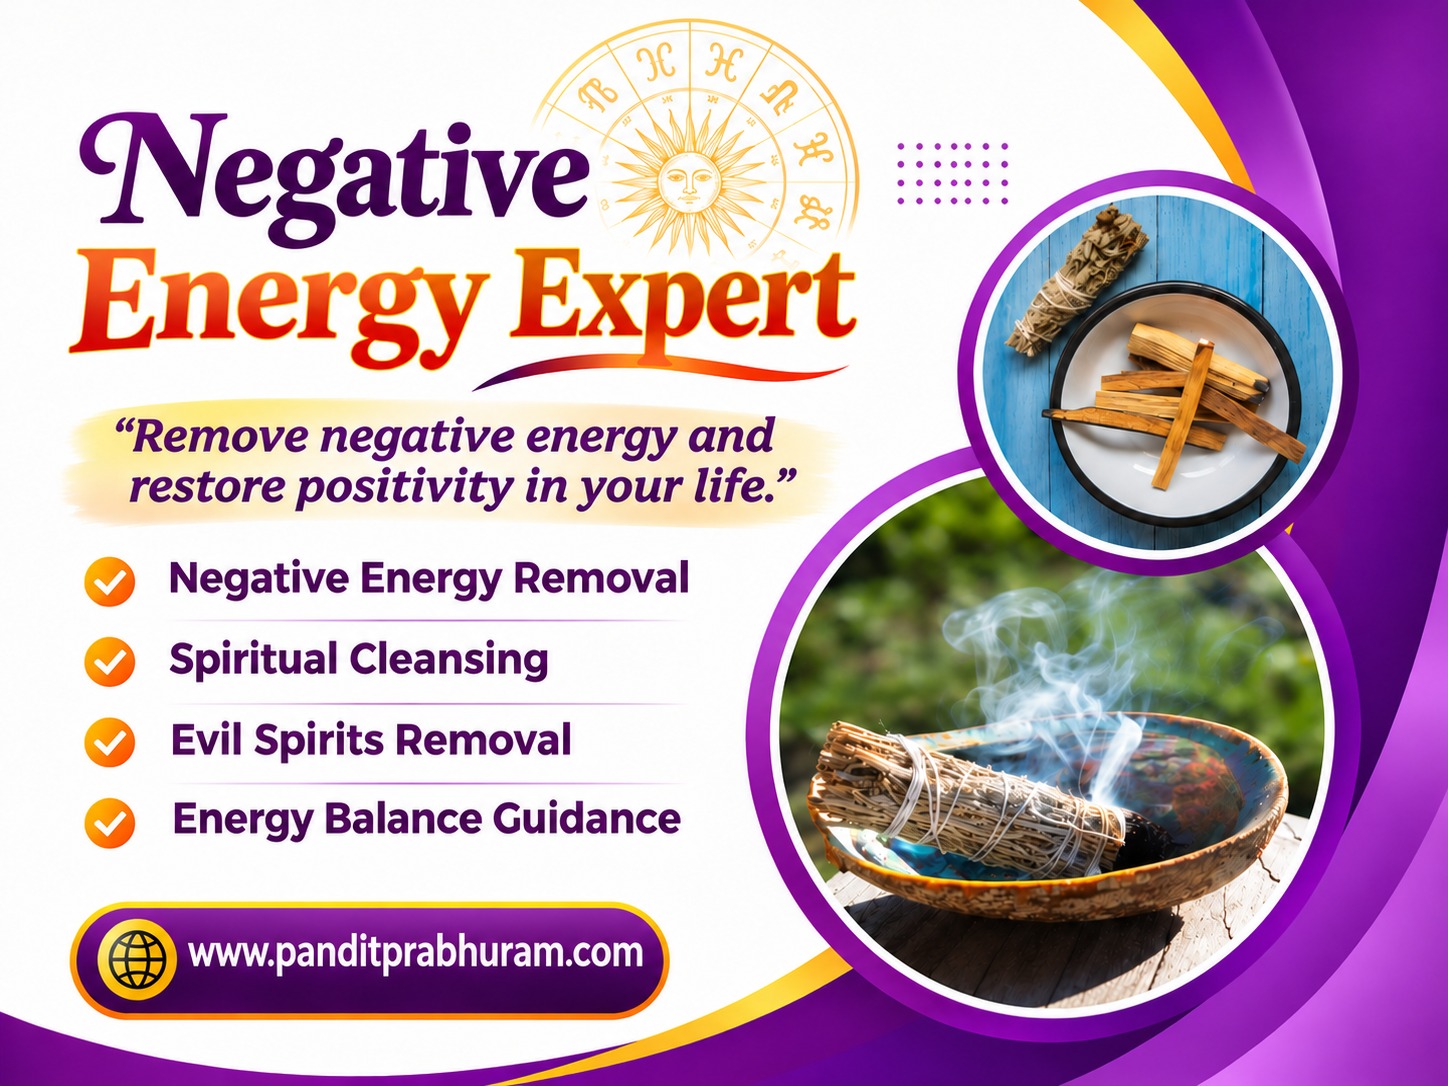 Negative
Energy Expert
“Remove negative energy and
restore positivity in your life.”
Negative Energy Removal
Spiritual Cleansing
Evil Spirits Removal
Energy Balance Guidance
www.panditprabhuram.com